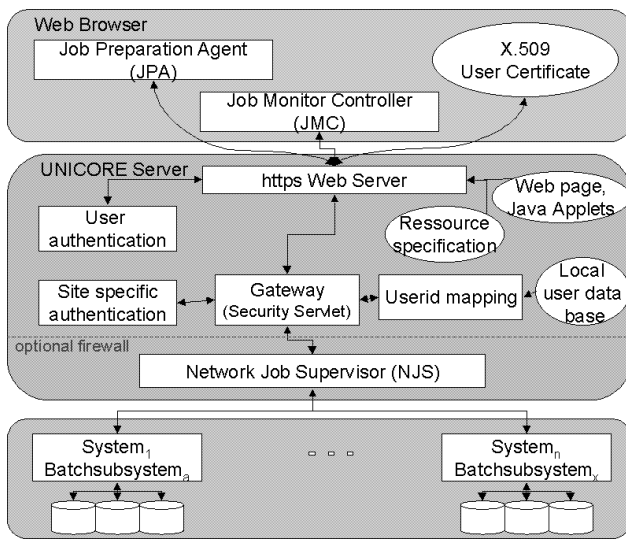 Web Browser
Job Preparation Agent
(JPA)
X.509
User Certificate
Job Monitor Controller
(JMC)
UNICORE Server
https Web Server
Web page,
Java Applets
User
authentication
Ressource
specification
Site specific
authentication
Gateway
(Security Servlet)
Userid mapping
Local
user data
base
optional firewall
Network Job Supervisor (NJS)
System1
Batchsubsystema
- - -
Systemn
Batchsubsystemx